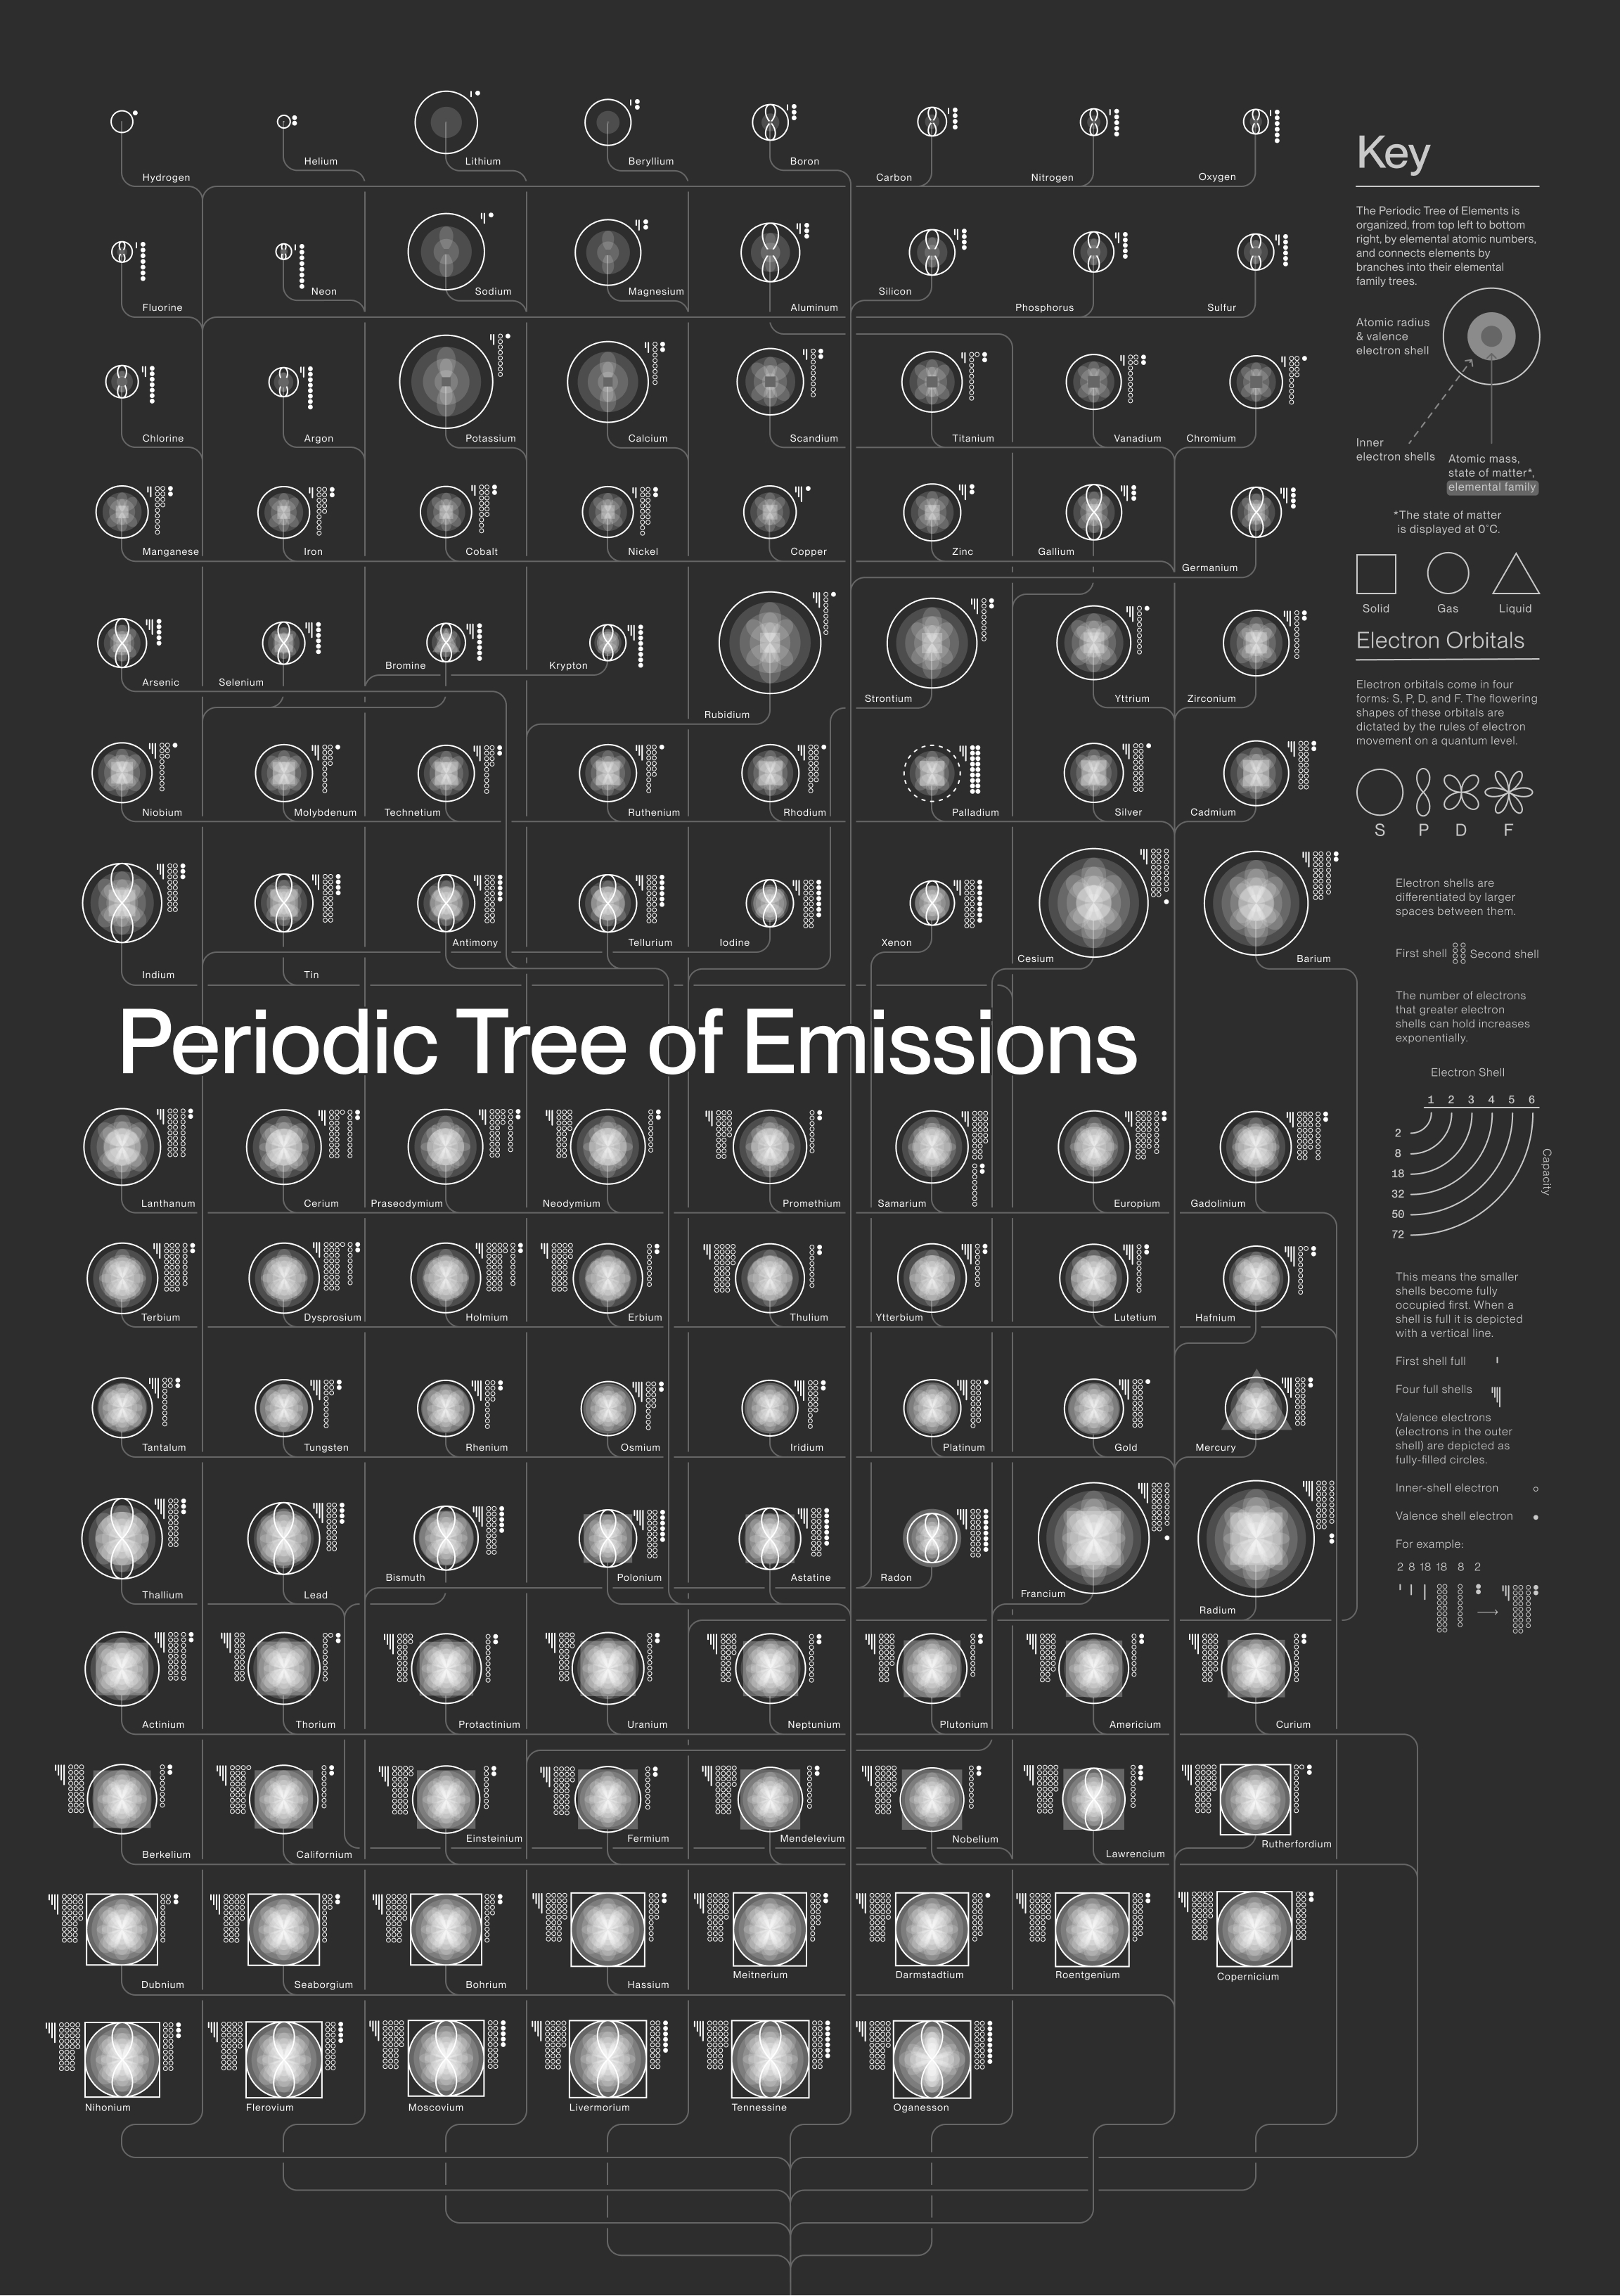 Helium
Lithium
Beryllium
Boron
Hydrogen
Carbon
Nitrogen
Oxygen
Neon
Sodium
Magnesium
Silicon
Fluorine
Aluminum
Phosphorus
Sulfur
Chlorine
Argon
Potassium
Calcium
Scandium
Titanium
Vanadium
Chromium
Manganese
Iron
Cobalt
Nickel
Copper
Zinc
Gallium
Germanium
Arsenic
Selenium
Bromine
Krypton
Rubidium
Strontium
Yttrium
Zirconium
Niobium
Molybdenum
Technetium
Ruthenium
Rhodium
Palladium
Silver
Cadmium
Indium
Tin
Antimony
Tellurium
Iodine
Xenon
Cesium
Barium
Periodic Tree of Emissions
Lanthanum
Cerium
Praseodymium
Neodymium
Promethium
Samarium
Europium
Gadolinium
Terbium
Dysprosium
Holmium
Erbium
Thulium
Ytterbium
Lutetium
Hafnium
Tantalum
Tungsten
Rhenium
Osmium
Iridium
Platinum
Gold
Mercury
Thallium
Lead
Bismuth
Polonium
Astatine
Radon
Francium
Radium
Actinium
Thorium
Protactinium
Uranium
Neptunium
Plutonium
Americium
Curium
Berkelium
Californium
Einsteinium
Fermium
Mendelevium
Nobelium
Lawrencium
Rutherfordium
Dubnium
Seaborgium
Bohrium
Hassium
Meitnerium
Darmstadtium
Roentgenium
Copernicium
Nihonium
Flerovium
Moscovium
Livermorium
Tennessine
Oganesson
Key
The Periodic Tree of Elements is
organized, from top left to bottom
right, by elemental atomic numbers,
and connects elements by
branches into their elemental
family trees.
Atomic radius
& valence
electron shell
Inner
electron shells
Atomic mass,
state of matter*,
elemental family
*The state of matter
is displayed at 0°C.
Solid
Gas
Liquid
Electron Orbitals
Electron orbitals come in four
forms: S, P, D, and F. The flowering
shapes of these orbitals are
dictated by the rules of electron
movement on a quantum level.
S P D F
Electron shells are
differentiated by larger
spaces between them.
First shell Second shell
The number of electrons
that greater electron
shells can hold increases
exponentially.
Electron Shell
1 2 3 4 5 6
2
8
18
32
50
72
Capacity
This means the smaller
shells become fully
occupied first. When a
shell is full it is depicted
with a vertical line.
First shell full
Four full shells
Valence electrons
(electrons in the outer
shell) are depicted as
fully-filled circles.
Inner-shell electron
Valence shell electron
For example:
2 8 18 18 8 2